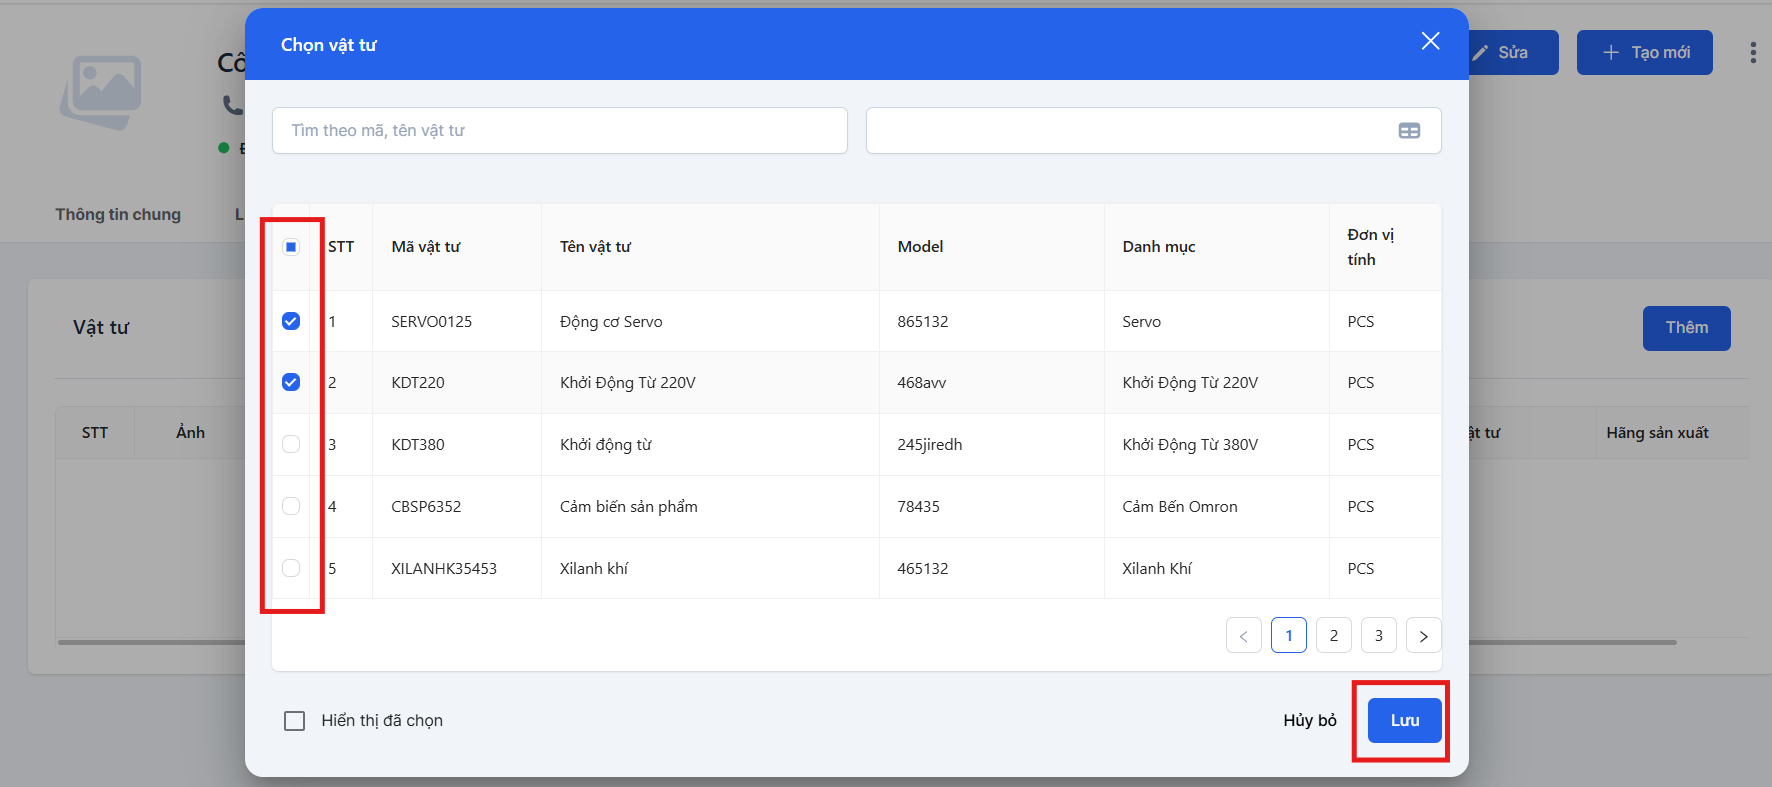 Chọn vật tư
Sửa
Tạo mới
Tìm theo mã, tên vật tư
Thông tin chung
STT Mã vật tư Tên vật tư Model Danh mục Đơn vị tính
1 SERVO0125 Động cơ Servo 865132 Servo PCS
2 KDT220 Khởi Động Từ 220V 468avv Khởi Động Từ 220V PCS
3 KDT380 Khởi động từ 245jiredh Khởi Động Từ 380V PCS
4 CBSP6352 Cảm biến sản phẩm 78435 Cảm Bến Omron PCS
5 XILANHK35453 Xilanh khí 465132 Xilanh Khí PCS
< 1 2 3 >
Hiển thị đã chọn
Hủy bỏ Lưu
Vật tư
Thêm
STT Ảnh
tư Hãng sản xuất